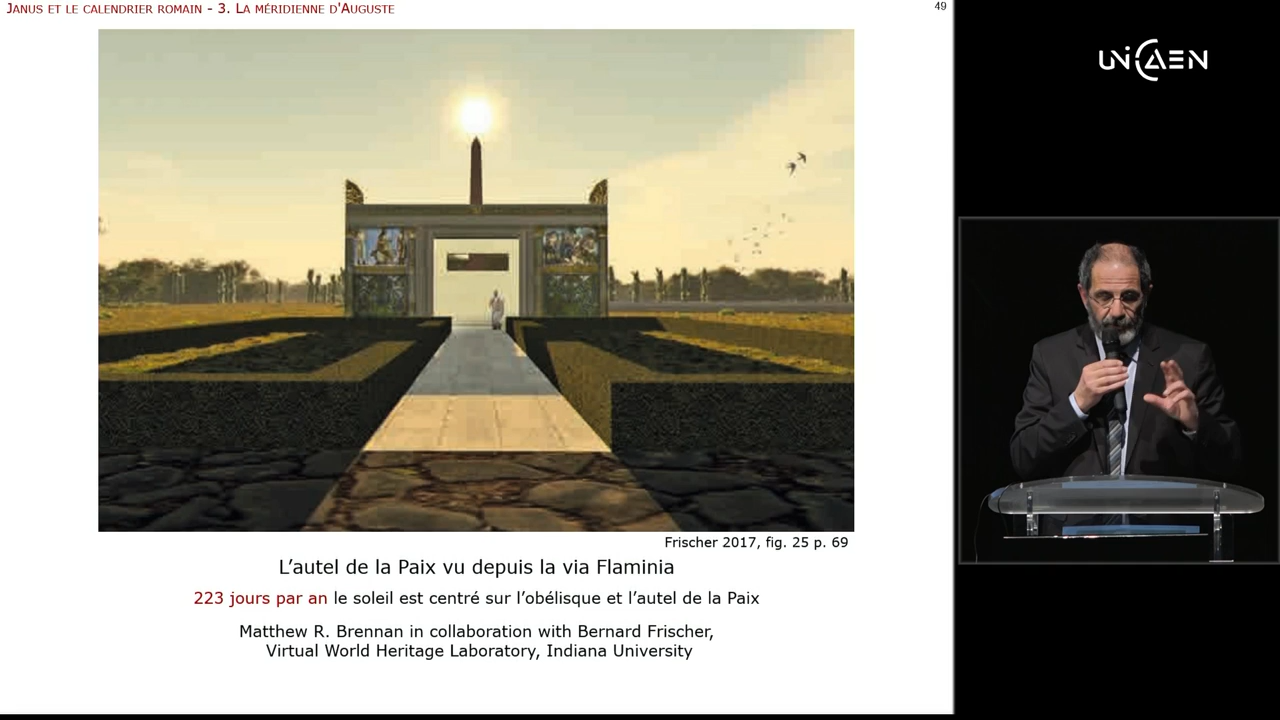 Janus et le calendrier romain - 3. La méridienne d'Auguste
49
UNICAEN
Frischer 2017, fig. 25 p. 69
L’autel de la Paix vu depuis la via Flaminia
223 jours par an le soleil est centré sur l’obélisque et l’autel de la Paix
Matthew R. Brennan in collaboration with Bernard Frischer,
Virtual World Heritage Laboratory, Indiana University